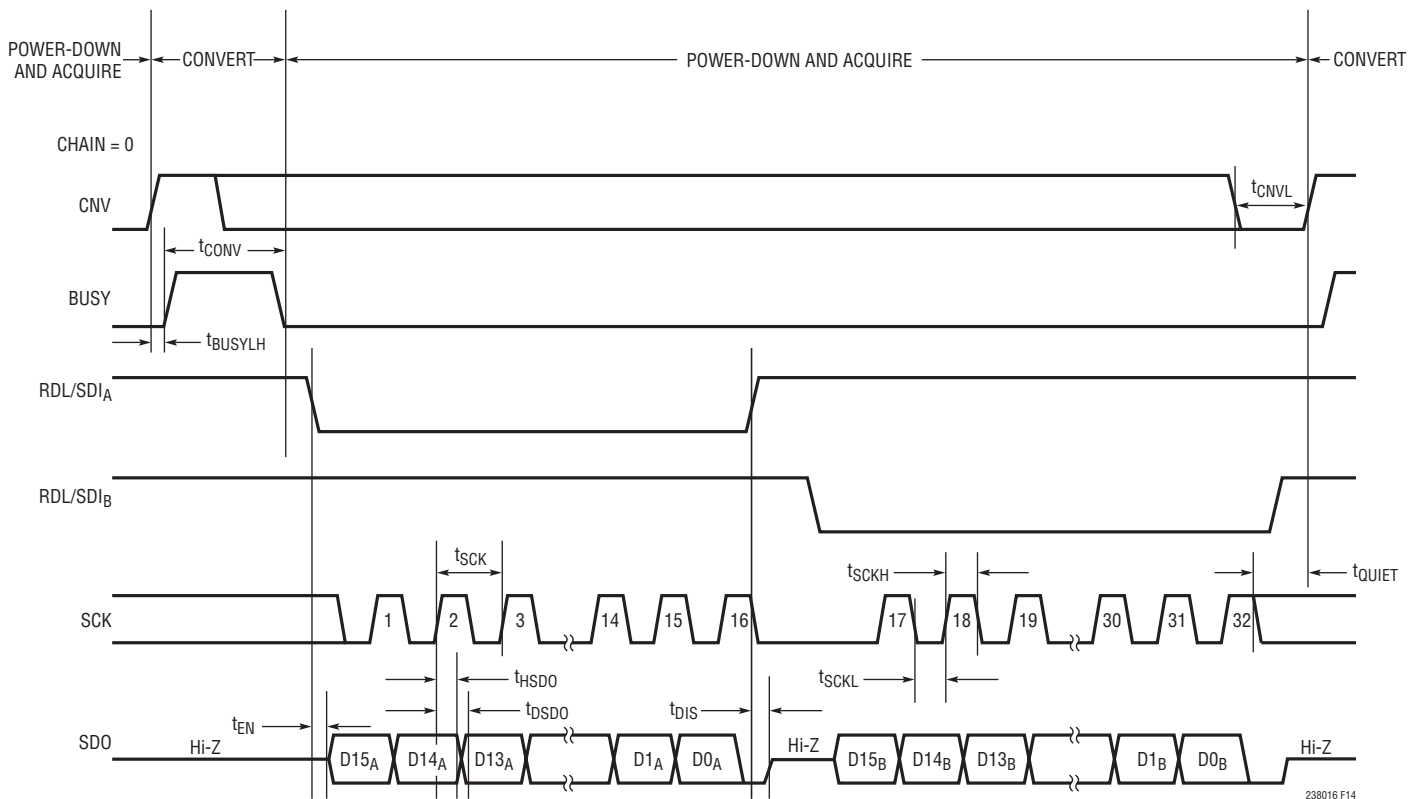 POWER-DOWN
AND ACQUIRE
CONVERT
POWER-DOWN AND ACQUIRE
CONVERT
CHAIN = 0
CNV
tCNVL
tCONV
BUSY
tBUSYLH
RDL/SDIA
RDL/SDIB
tSCK
tSCKH
tQUIET
SCK
1
2
3
14
15
16
17
18
19
30
31
32
tHSDO
tSCKL
tDSDO
tEN
tDIS
SDO
Hi-Z
D15A
D14A
D13A
D1A
D0A
Hi-Z
D15B
D14B
D13B
D1B
D0B
Hi-Z
238016 F14